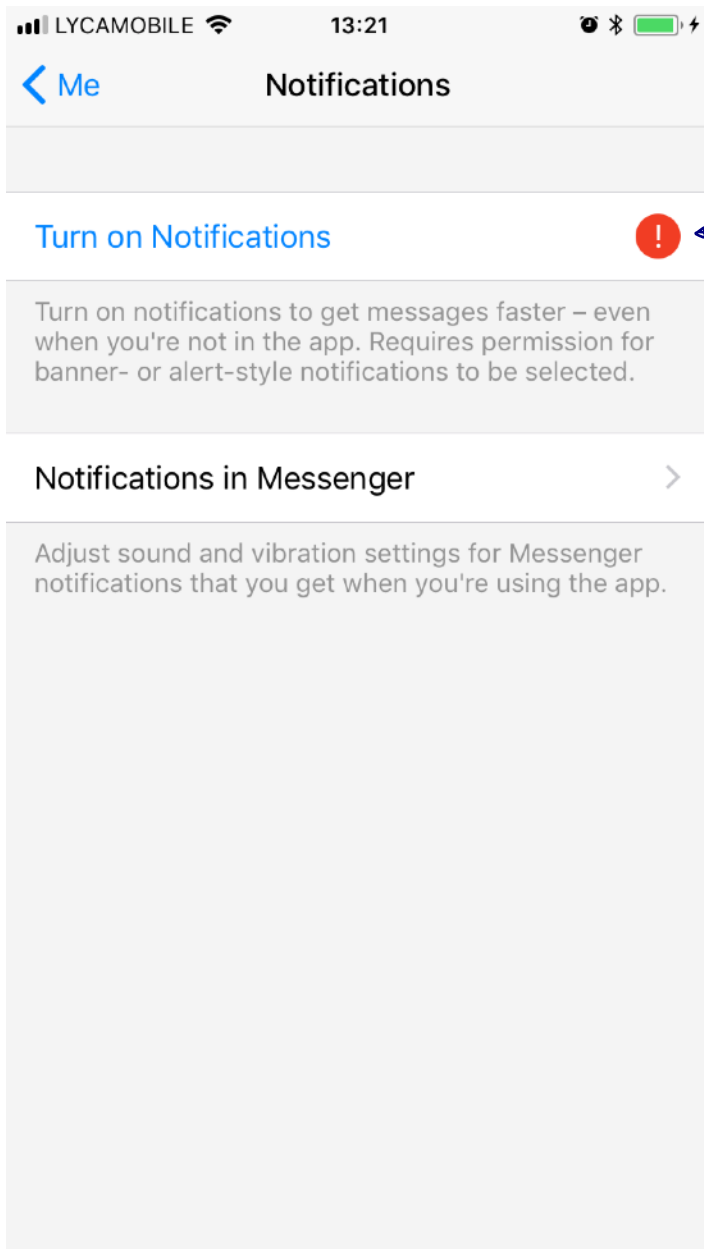 LYCAMOBILE 13:21
Me Notifications
Turn on Notifications !
Turn on notifications to get messages faster – even
when you're not in the app. Requires permission for
banner- or alert-style notifications to be selected.
Notifications in Messenger
Adjust sound and vibration settings for Messenger
notifications that you get when you're using the app.